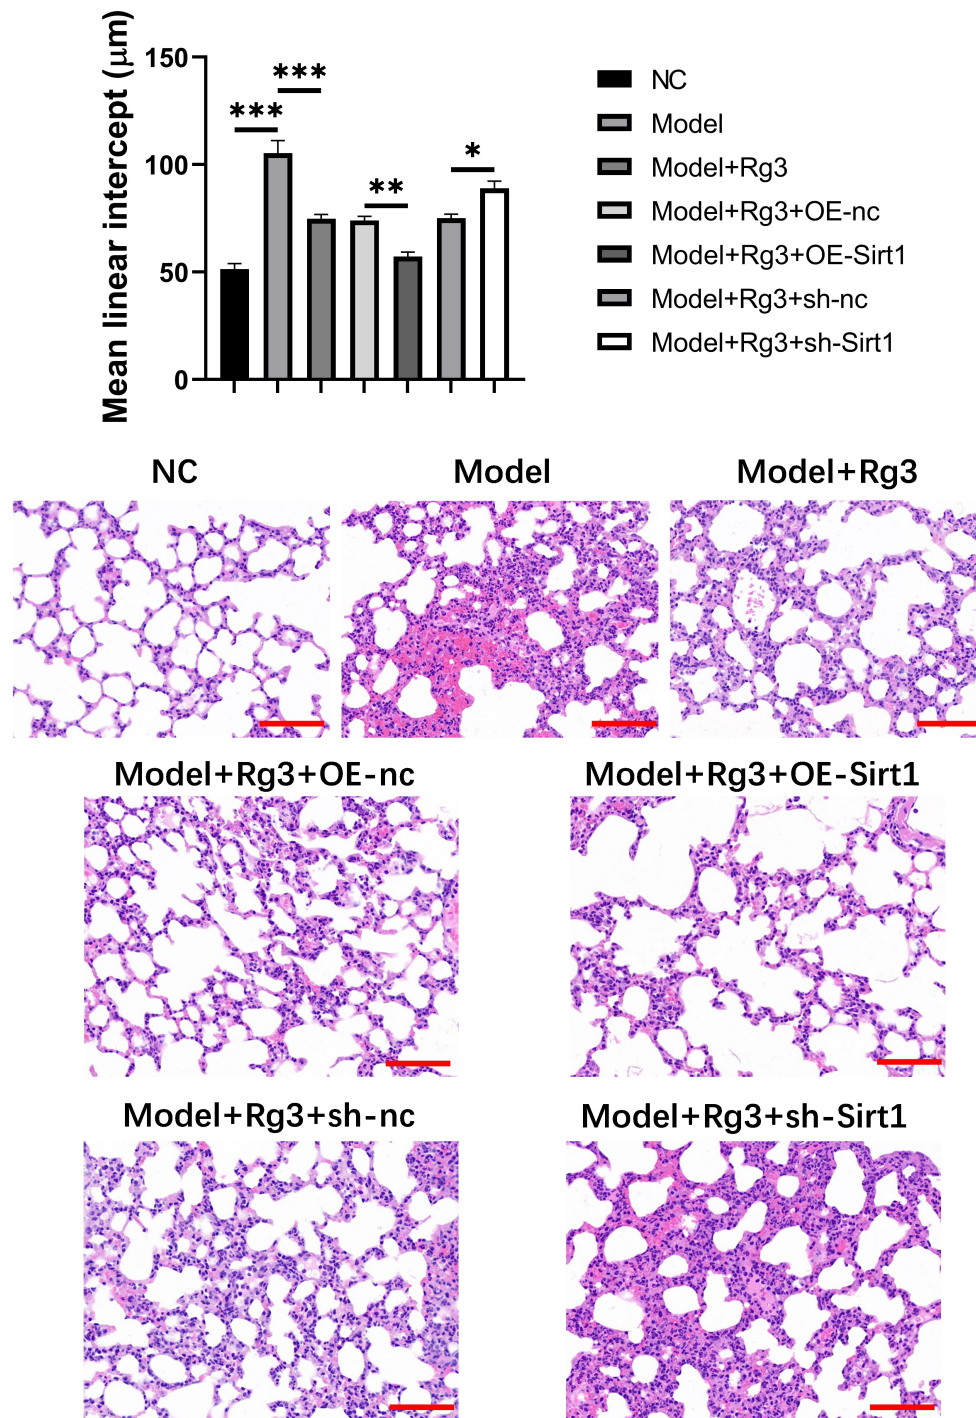 Mean linear intercept (μm)
150
100
50
0
***
***
**
*
NC
Model
Model+Rg3
Model+Rg3+OE-nc
Model+Rg3+OE-Sirt1
Model+Rg3+sh-nc
Model+Rg3+sh-Sirt1
NC
Model
Model+Rg3
Model+Rg3+OE-nc
Model+Rg3+OE-Sirt1
Model+Rg3+sh-nc
Model+Rg3+sh-Sirt1